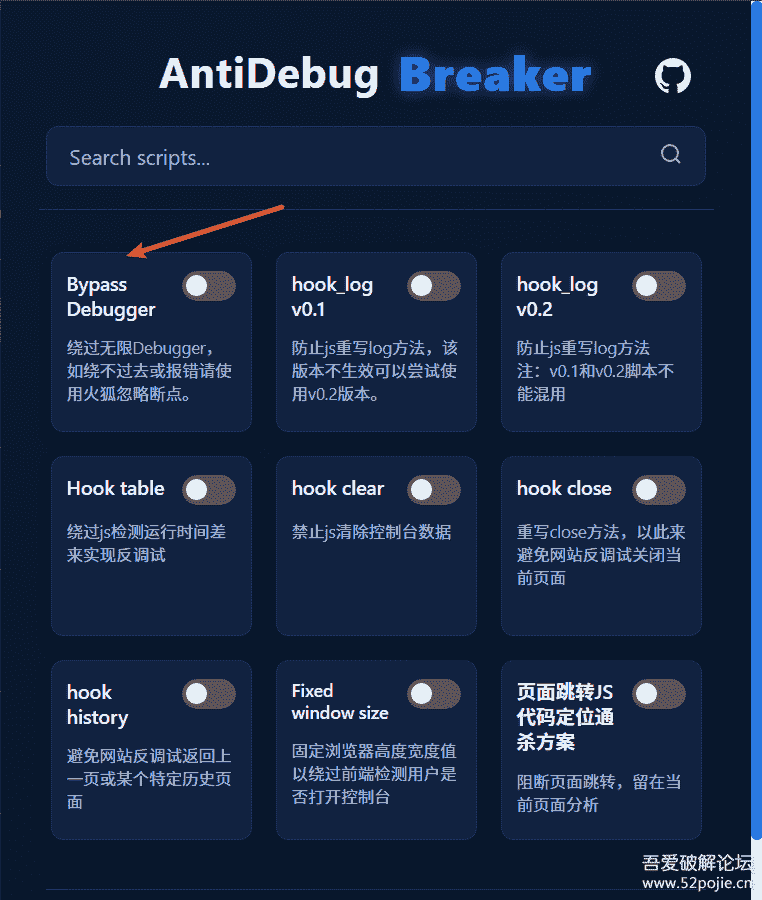 AntiDebug Breaker
Search scripts...
Bypass
Debugger
绕过无限Debugger，
如绕不过去或报错请使
用火狐忽略断点。
hook_log
v0.1
防止js重写log方法，该
版本不生效可以尝试使
用v0.2版本。
hook_log
v0.2
防止js重写log方法
注：v0.1和v0.2脚本不
能混用
Hook table
绕过js检测运行时间差
来实现反调试
hook clear
禁止js清除控制台数据
hook close
重写close方法，以此来
避免网站反调试关闭当
前页面
hook
history
避免网站反调试返回上
一页或某个特定历史页
面
Fixed
window size
固定浏览器高度宽度值
以绕过前端检测用户是
否打开控制台
页面跳转JS
代码定位通
杀方案
阻断页面跳转，留在当
前页面分析
吾爱破解论坛
www.52pojie.cn